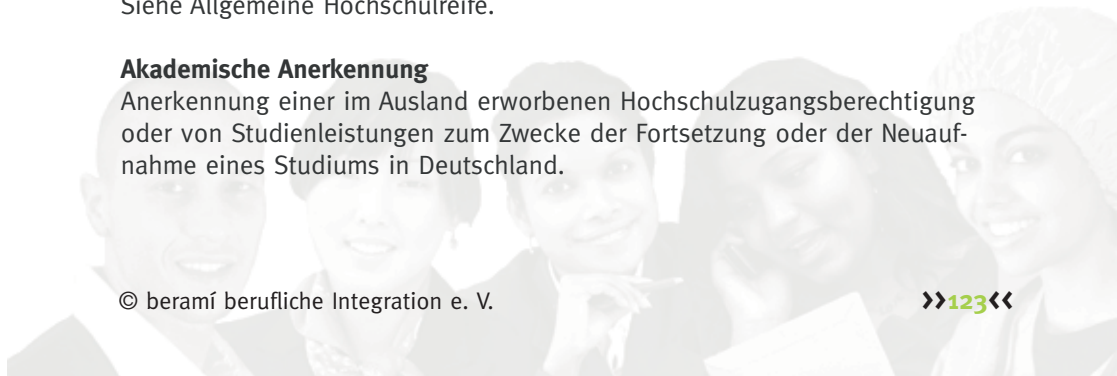 Siehe Allgemeine Hochschulreife.
Akademische Anerkennung
Anerkennung einer im Ausland erworbenen Hochschulzugangsberechtigung
oder von Studienleistungen zum Zwecke der Fortsetzung oder der Neuauf-
nahme eines Studiums in Deutschland.
© beramí berufliche Integration e. V.
››123‹‹